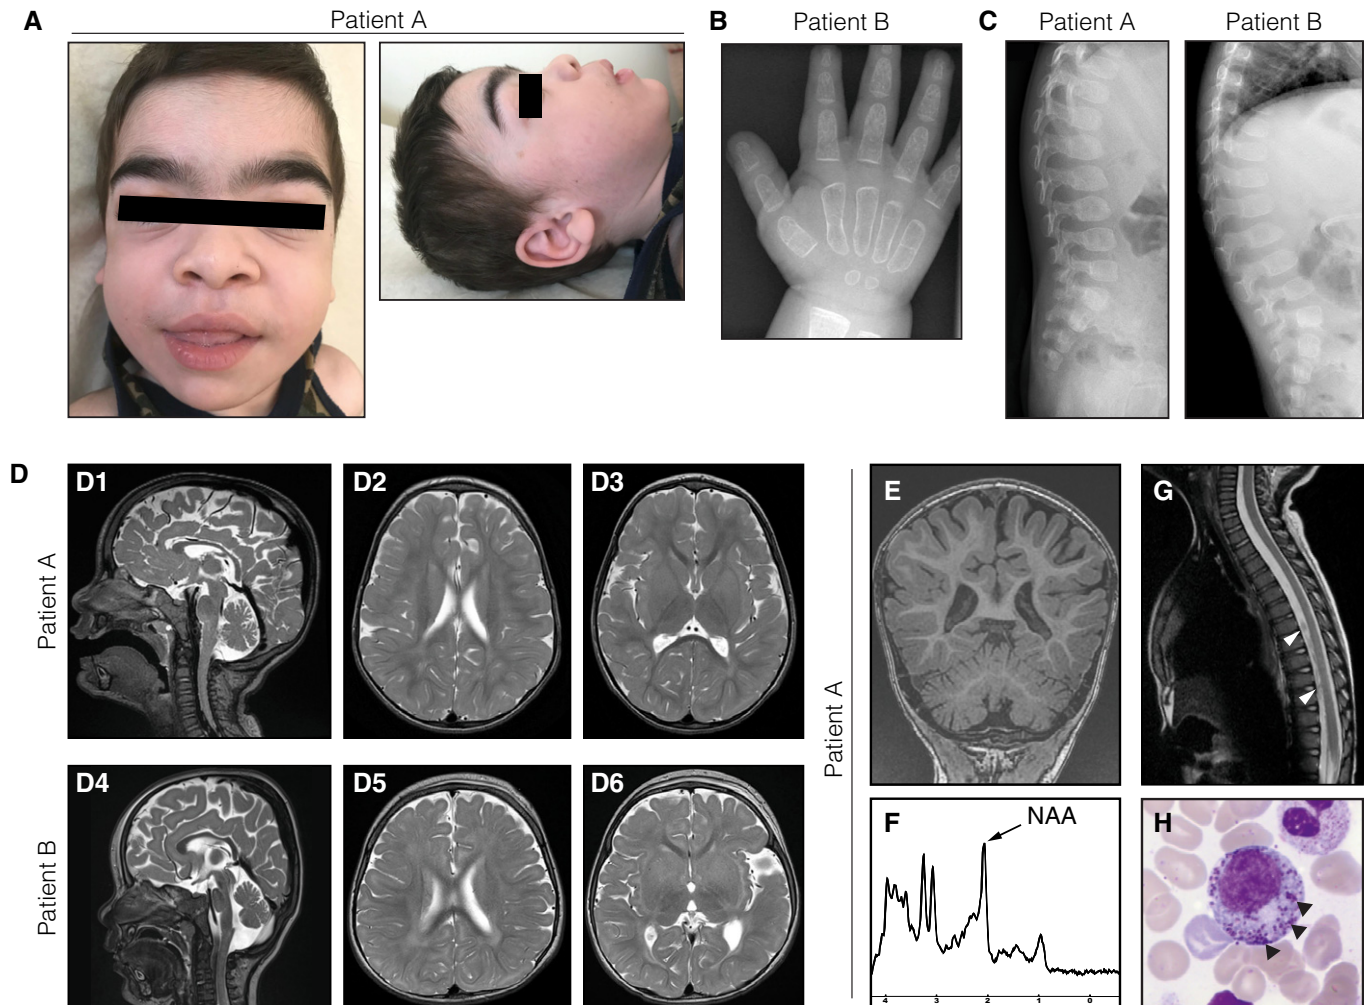 A
Patient A
B
Patient B
C
Patient A
Patient B
D
Patient A
D1
D2
D3
Patient B
D4
D5
D6
Patient A
E
F
NAA
4 3 2 1 0
G
H